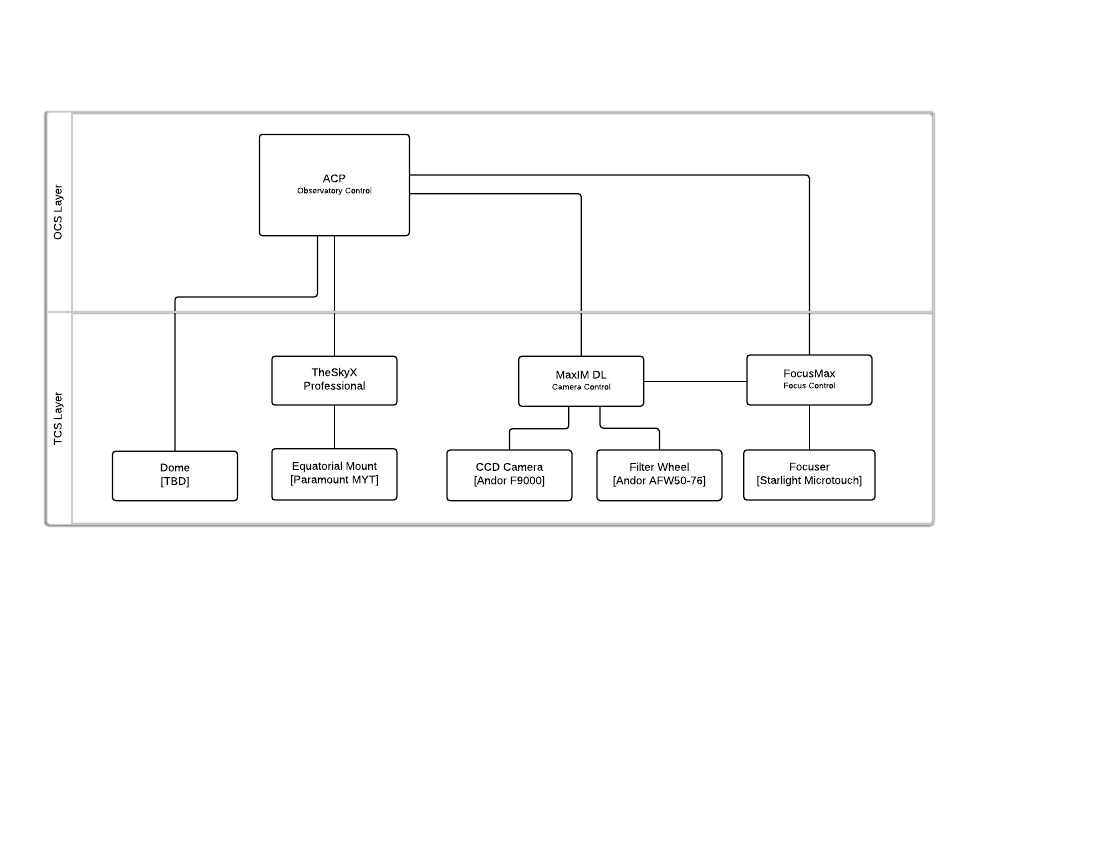 OCS Layer
ACP
Observatory Control
TCS Layer
TheSkyX
Professional
MaxIM DL
Camera Control
FocusMax
Focus Control
Dome
[TBD]
Equatorial Mount
[Paramount MYT]
CCD Camera
[Andor F9000]
Filter Wheel
[Andor AFW50-76]
Focuser
[Starlight Microtouch]